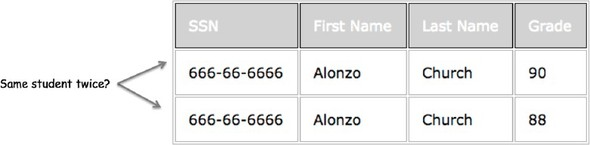 SSN First Name Last Name Grade
Same student twice?
666-66-6666 Alonzo Church 90
666-66-6666 Alonzo Church 88